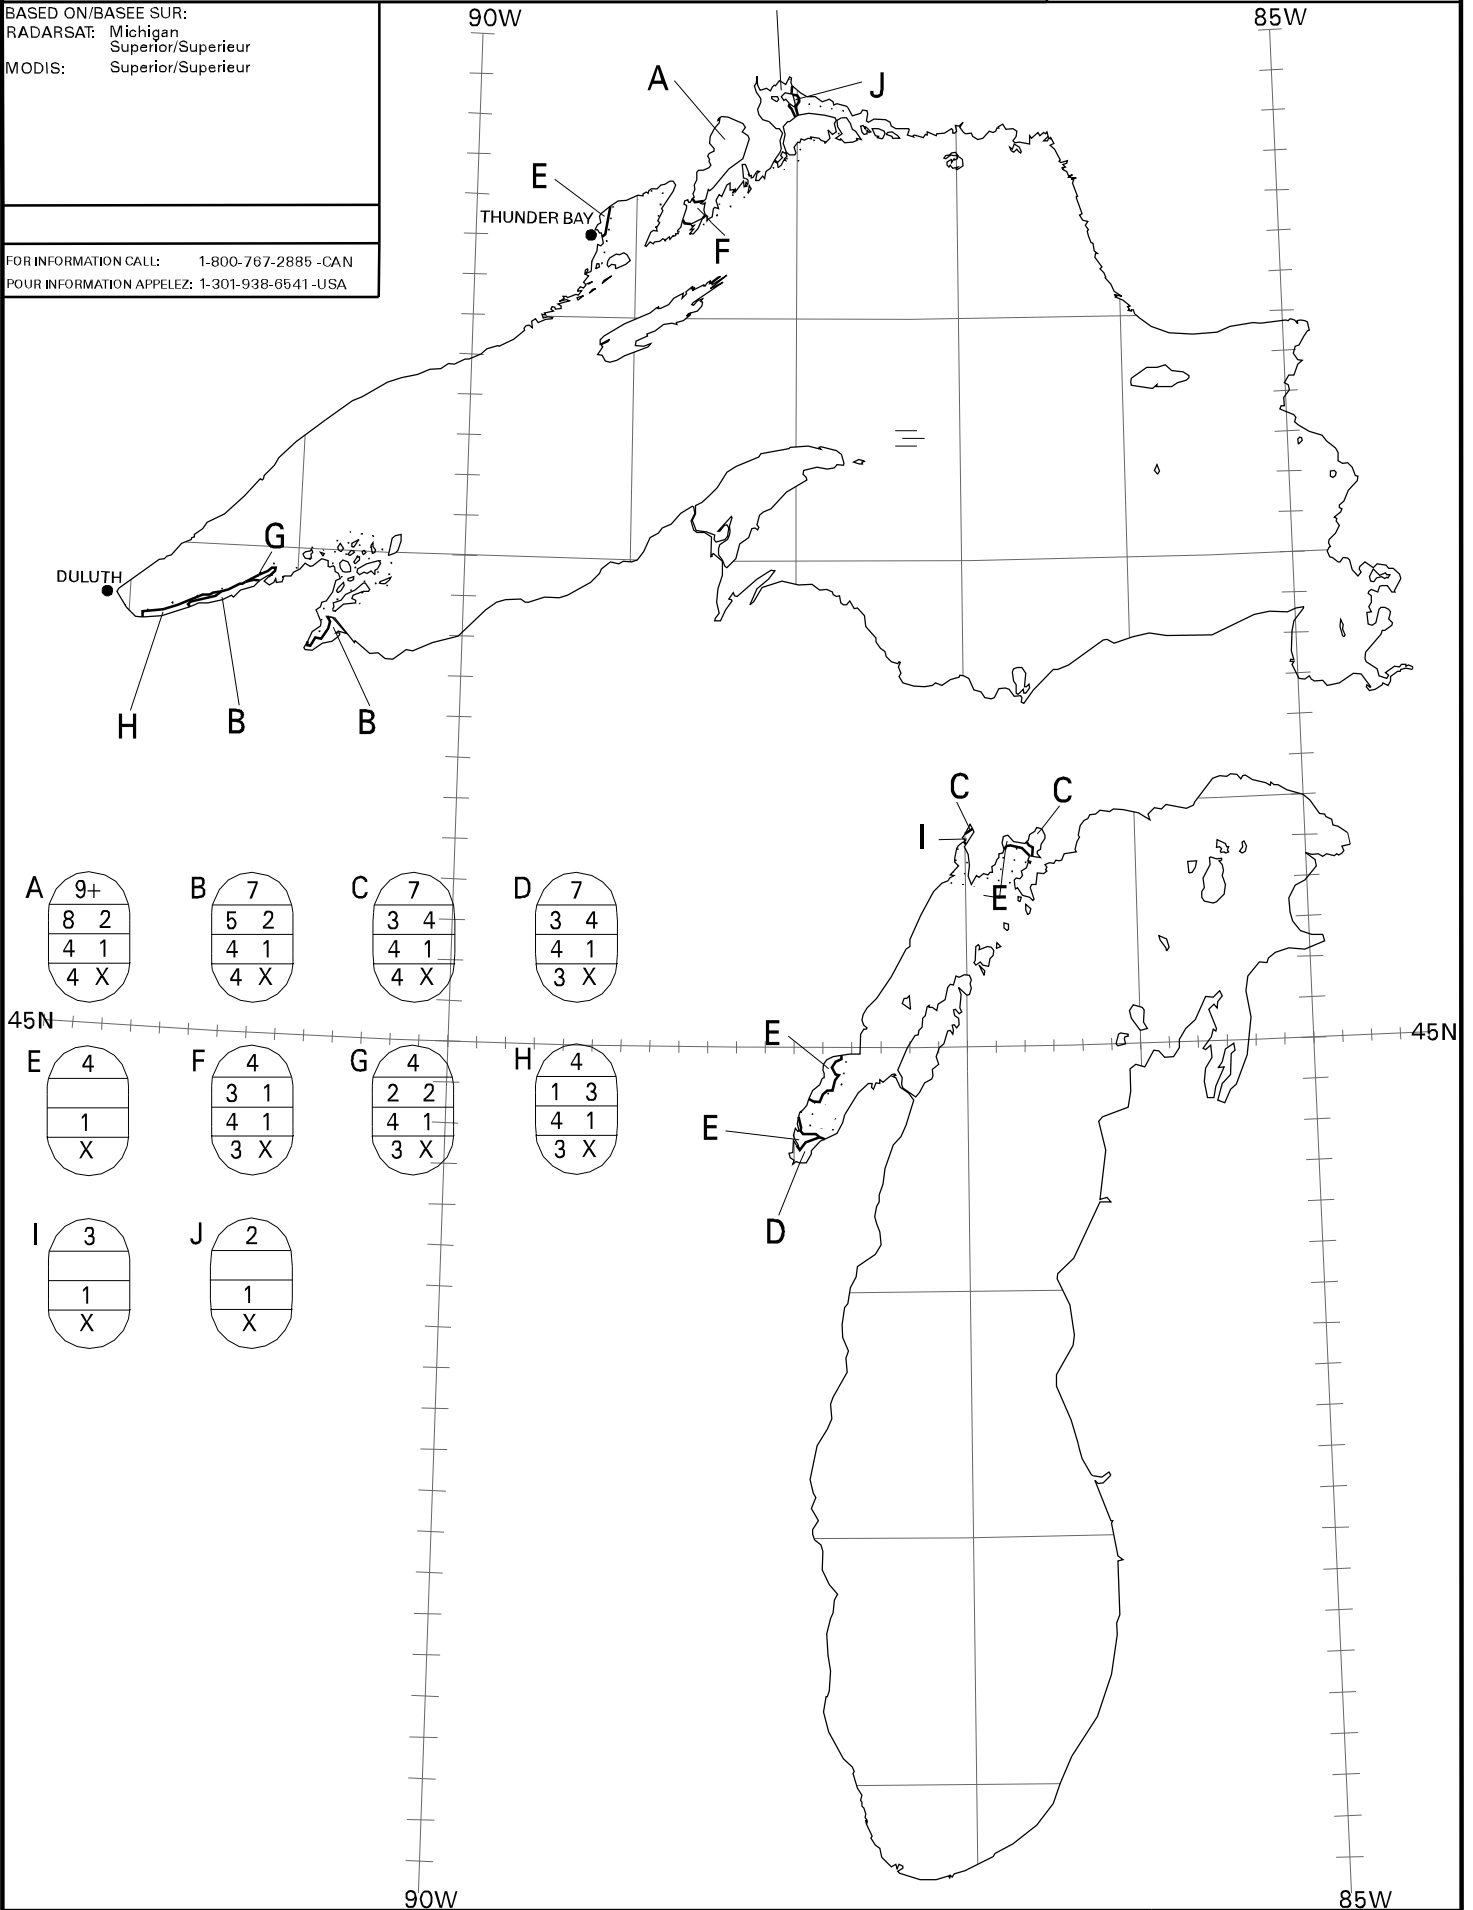 BASED ON/BASEE SUR:
RADARSAT: Michigan
Superior/Superieur
MODIS: Superior/Superieur
FOR INFORMATION CALL: 1-800-767-2885 -CAN
POUR INFORMATION APPELEZ: 1-301-938-6541 -USA
90W 85W
A J
E
THUNDER BAY
F
G
DULUTH
H B B
C C
I
E
A 9+ B 7 C 7 D 7
8 2 5 2 3 4 3 4
4 1 4 1 4 1 4 1
4 X 4 X 4 X 3 X
45N 45N
E
E 4 F 4 G 4 H 4
3 1 2 2 1 3
1 4 1 4 1 4 1
X 3 X 3 X 3 X
E
D
I 3 J 2
1 1
X X
90W 85W